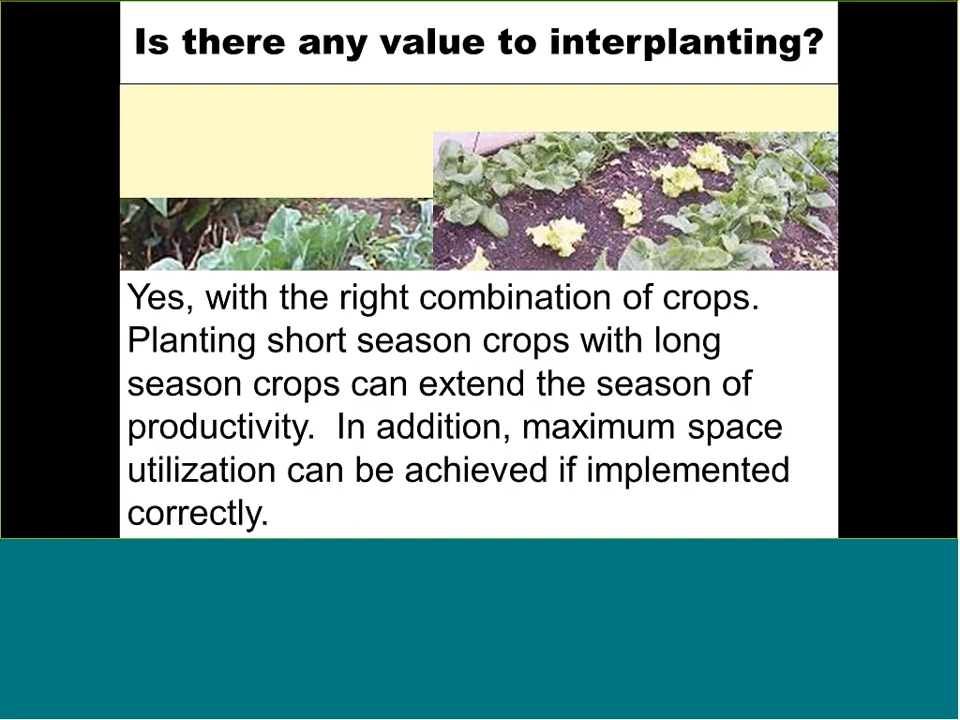 Is there any value to interplanting?
Yes, with the right combination of crops.
Planting short season crops with long
season crops can extend the season of
productivity.  In addition, maximum space
utilization can be achieved if implemented
correctly.